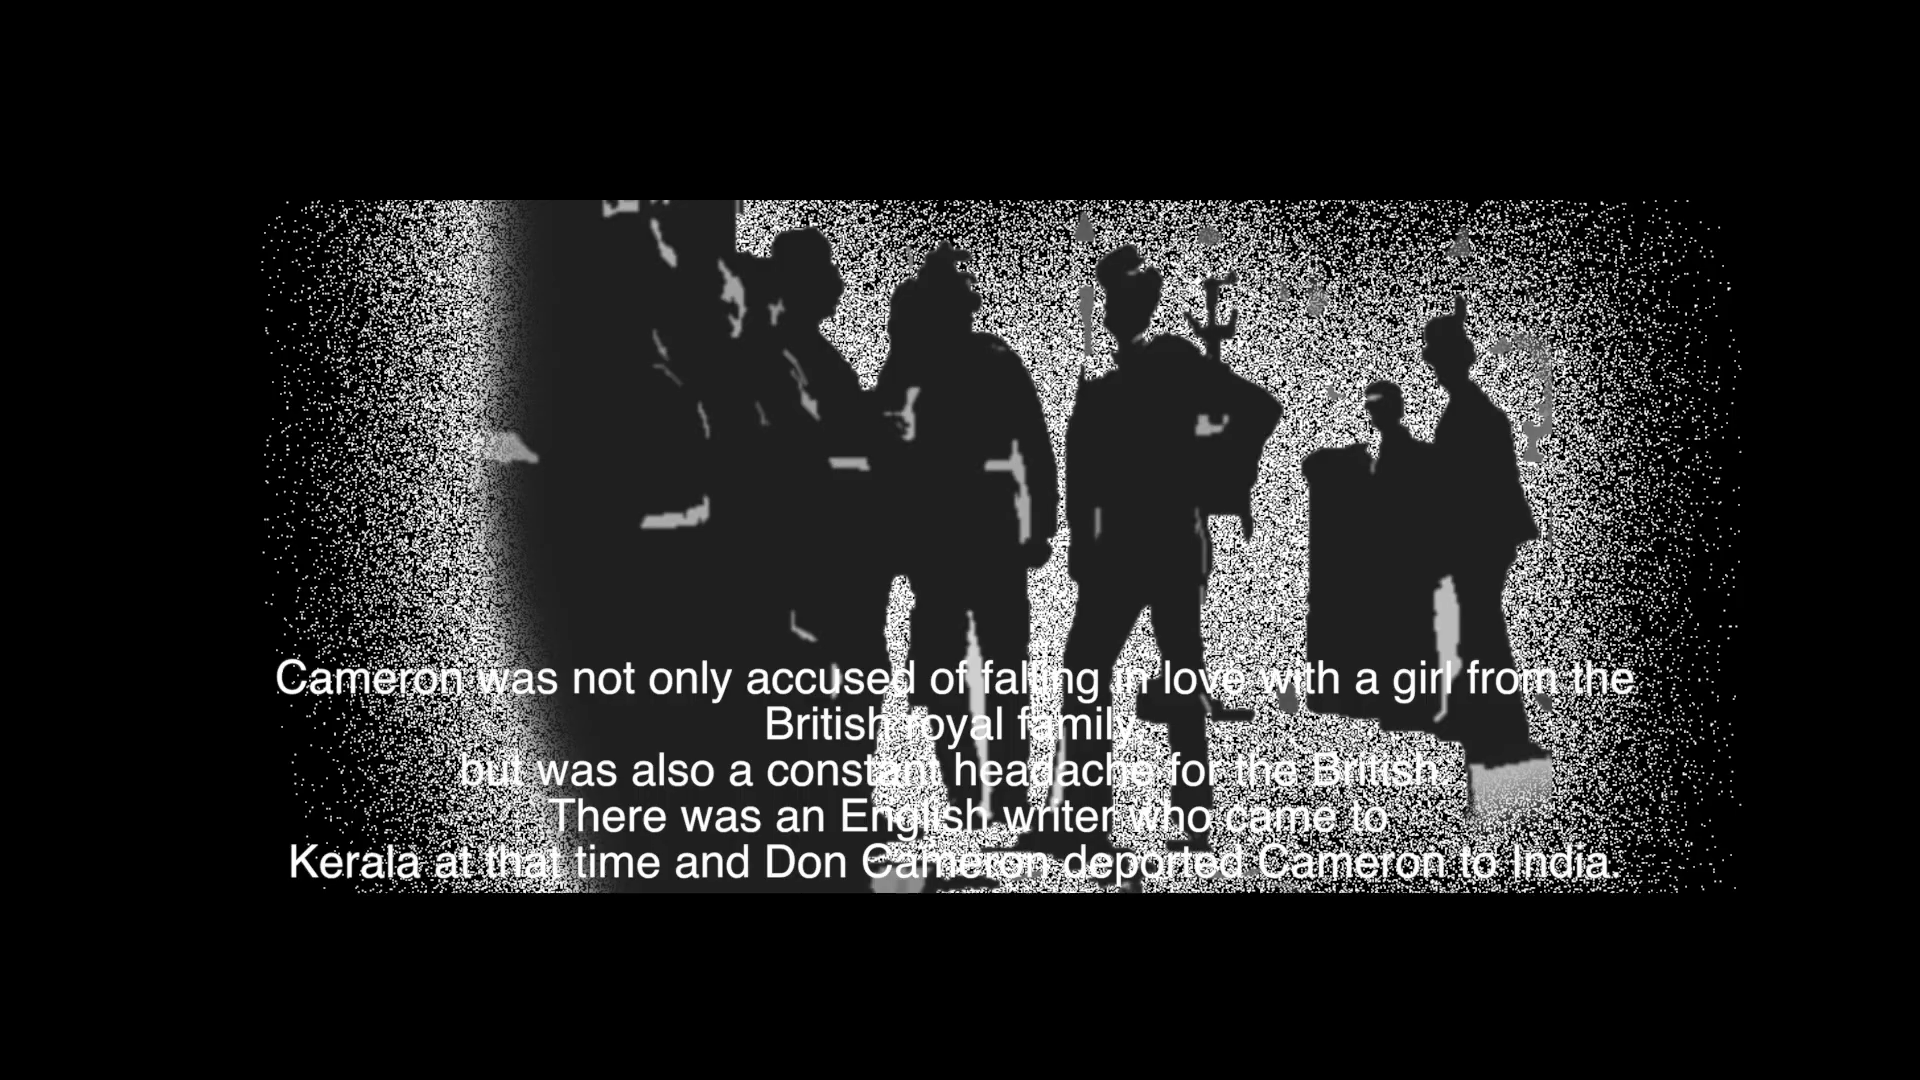 Cameron was not only accused of falling in love with a girl from the
British royal family,
but was also a constant headache for the British.
There was an English writer who came to
Kerala at that time and Don Cameron deported Cameron to India.